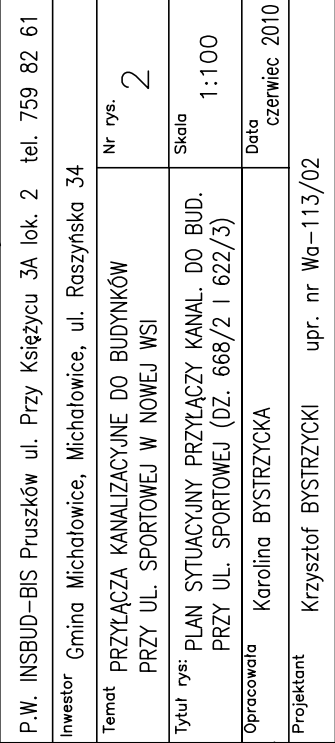 P.W. INSBUD-BIS Pruszków ul. Przy Księżycu 3A lok. 2 tel. 759 82 61
Inwestor Gmina Michałowice, Michałowice, ul. Raszyńska 34
Temat PRZYŁĄCZA KANALIZACYJNE DO BUDYNKÓW
PRZY UL. SPORTOWEJ W NOWEJ WSI
Nr rys. 2
Tytuł rys: PLAN SYTUACYJNY PRZYŁĄCZY KANAL. DO BUD.
PRZY UL. SPORTOWEJ (DZ. 668/2 I 622/3)
Skala 1:100
Opracowała Karolina BYSTRZYCKA
Data czerwiec 2010
Projektant Krzysztof BYSTRZYCKI upr. nr Wa-113/02